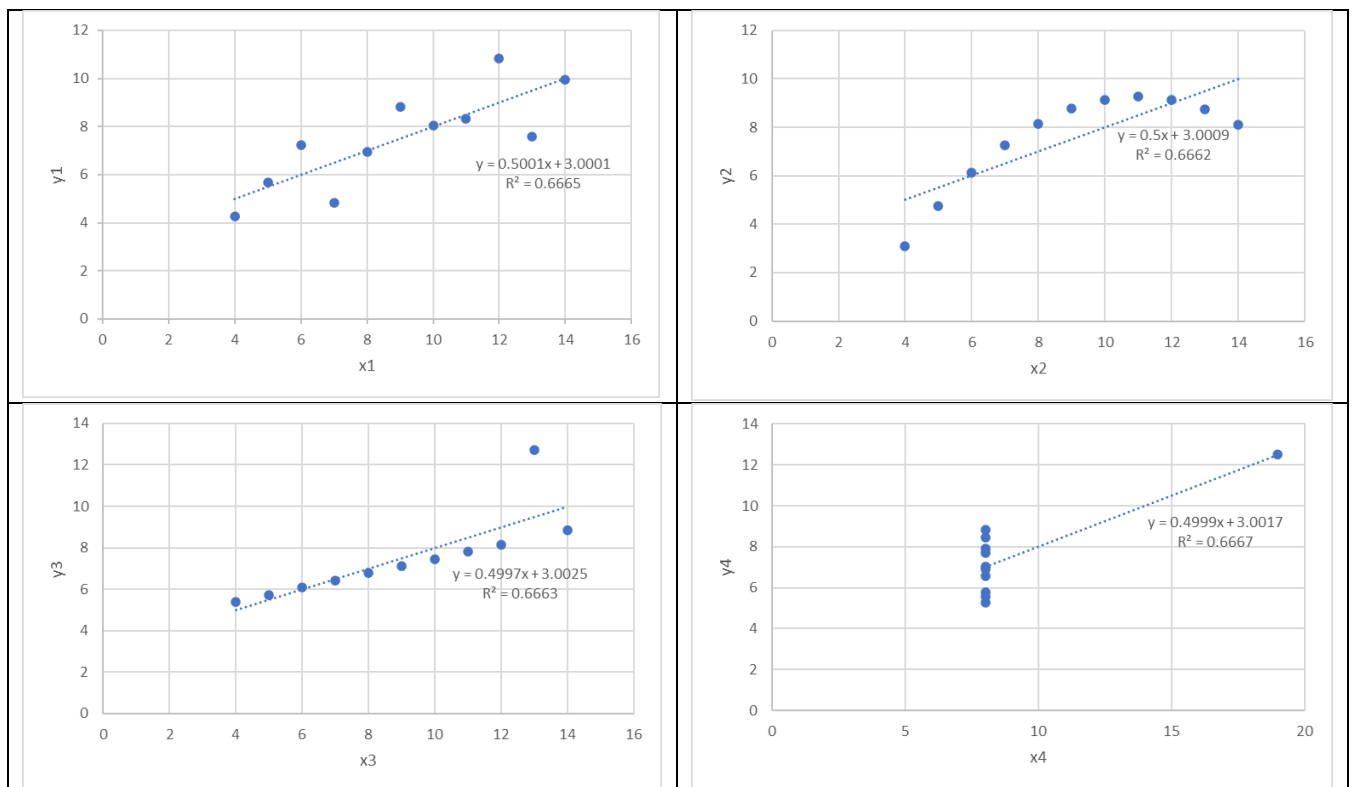 12
10
8
6
4
2
0
y1
y = 0.5001x + 3.0001
R² = 0.6665
0 2 4 6 8 10 12 14 16
x1
12
10
8
6
4
2
0
y2
y = 0.5x + 3.0009
R² = 0.6662
0 2 4 6 8 10 12 14 16
x2
14
12
10
8
6
4
2
0
y3
y = 0.4997x + 3.0025
R² = 0.6663
0 2 4 6 8 10 12 14 16
x3
14
12
10
8
6
4
2
0
y4
y = 0.4999x + 3.0017
R² = 0.6667
0 5 10 15 20
x4